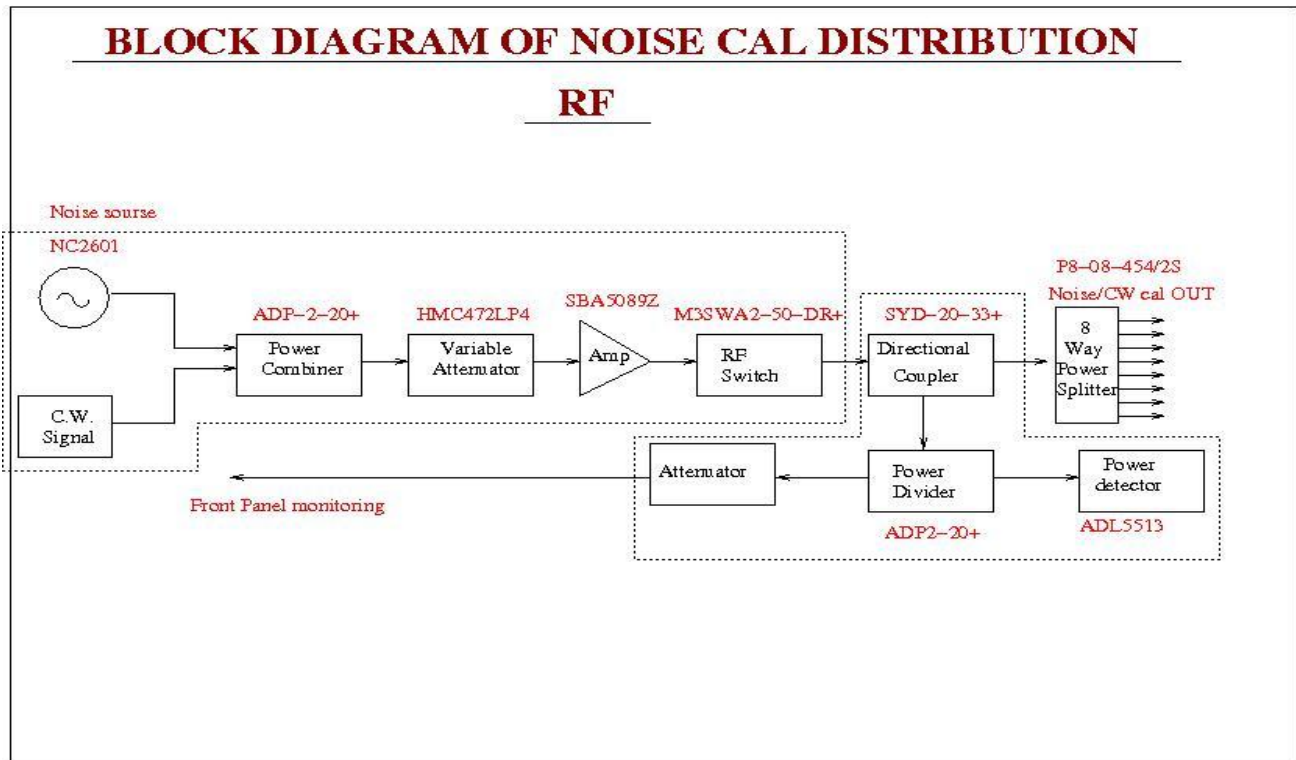 BLOCK DIAGRAM OF NOISE CAL DISTRIBUTION
RF
Noise sourse
NC2601
C.W.
Signal
ADP-2-20+
Power
Combiner
HMC472LP4
Variable
Attenuator
SBA5089Z
Amp
M3SWA2-50-DR+
RF
Switch
SYD-20-33+
Directional
Coupler
P8-08-454/2S
Noise/CW cal OUT
8
Way
Power
Splitter
Front Panel monitoring
Attenuator
Power
Divider
ADP2-20+
Power
detector
ADL5513